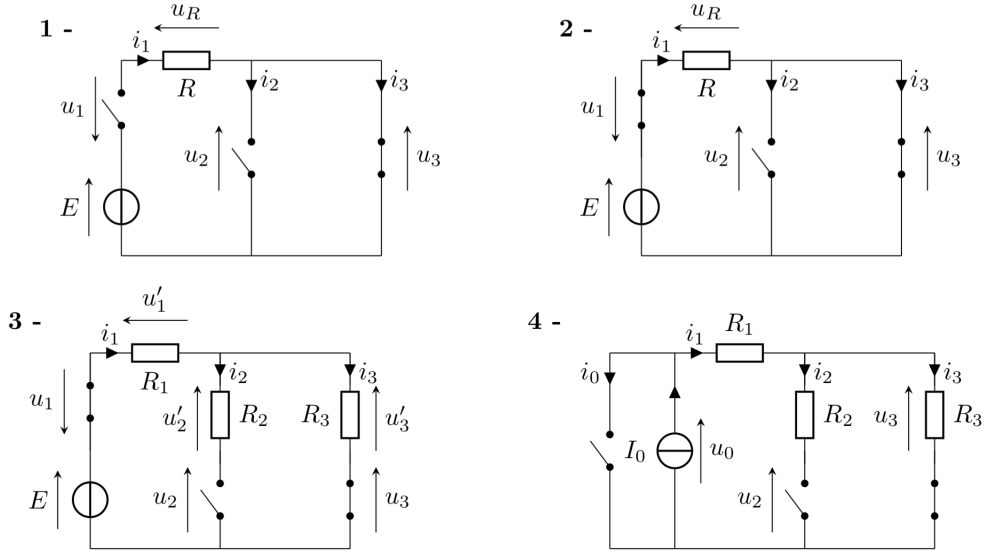 1 -
u_R
i_1
R
i_2
i_3
u_1
u_2
u_3
E
2 -
u_R
i_1
R
i_2
i_3
u_1
u_2
u_3
E
3 -
u'_1
i_1
R_1
i_2
i_3
u_1
u'_2
R_2
R_3
u'_3
E
u_2
u_3
4 -
R_1
i_1
i_0
i_2
i_3
R_2
u_3
R_3
I_0
u_0
u_2